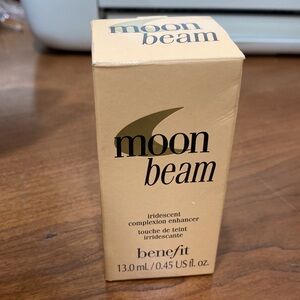 moon
beam
moon
beam
iridescent
complexion enhancer
touche de teint
irridescante
benefit
13.0 mL / 0.45 US fl. oz.